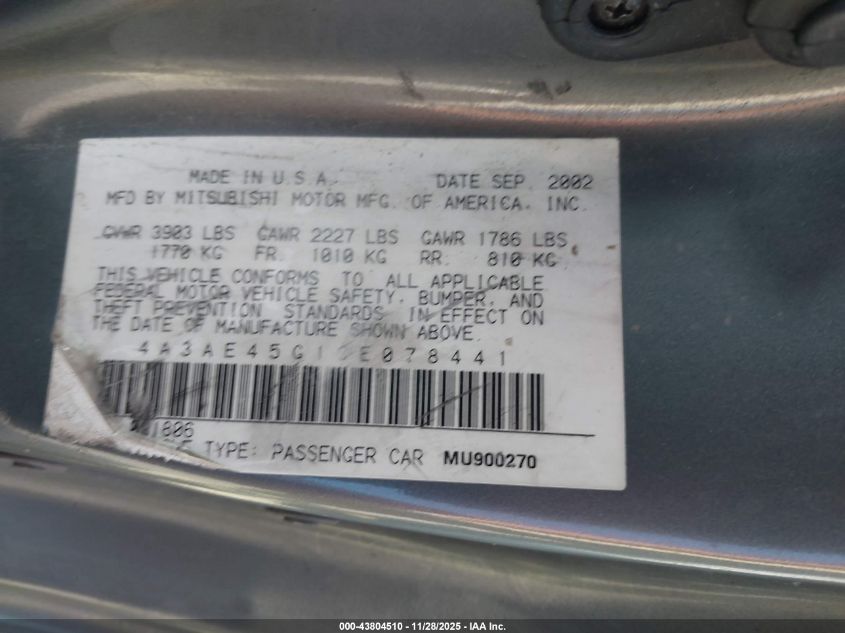 MADE IN U.S.A. DATE SEP. 2002
MFD BY MITSUBISHI MOTOR MFG. OF AMERICA, INC.
GVWR 3903 LBS GAWR 2227 LBS GAWR 1786 LBS
1770 KG FR. 1010 KG RR. 810 KG
THIS VEHICLE CONFORMS TO ALL APPLICABLE
FEDERAL MOTOR VEHICLE SAFETY, BUMPER, AND
THEFT PREVENTION STANDARDS IN EFFECT ON
THE DATE OF MANUFACTURE SHOWN ABOVE.
TYPE: PASSENGER CAR MU900270
000-43804510 - 11/28/2025 - IAA Inc.